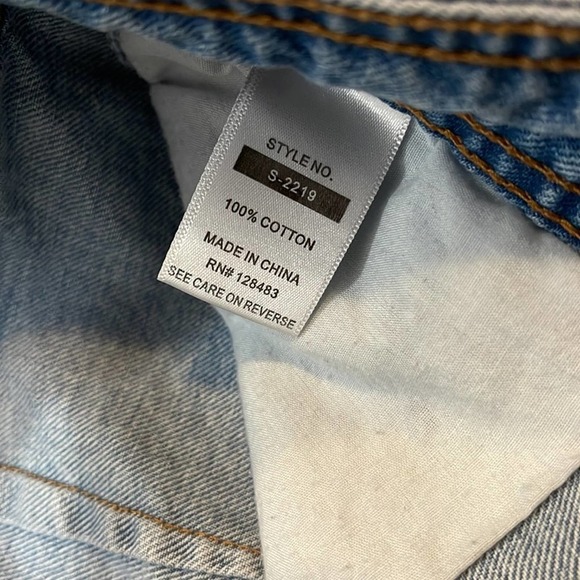 STYLE NO.
S-2219
100% COTTON
MADE IN CHINA
RN# 128483
SEE CARE ON REVERSE